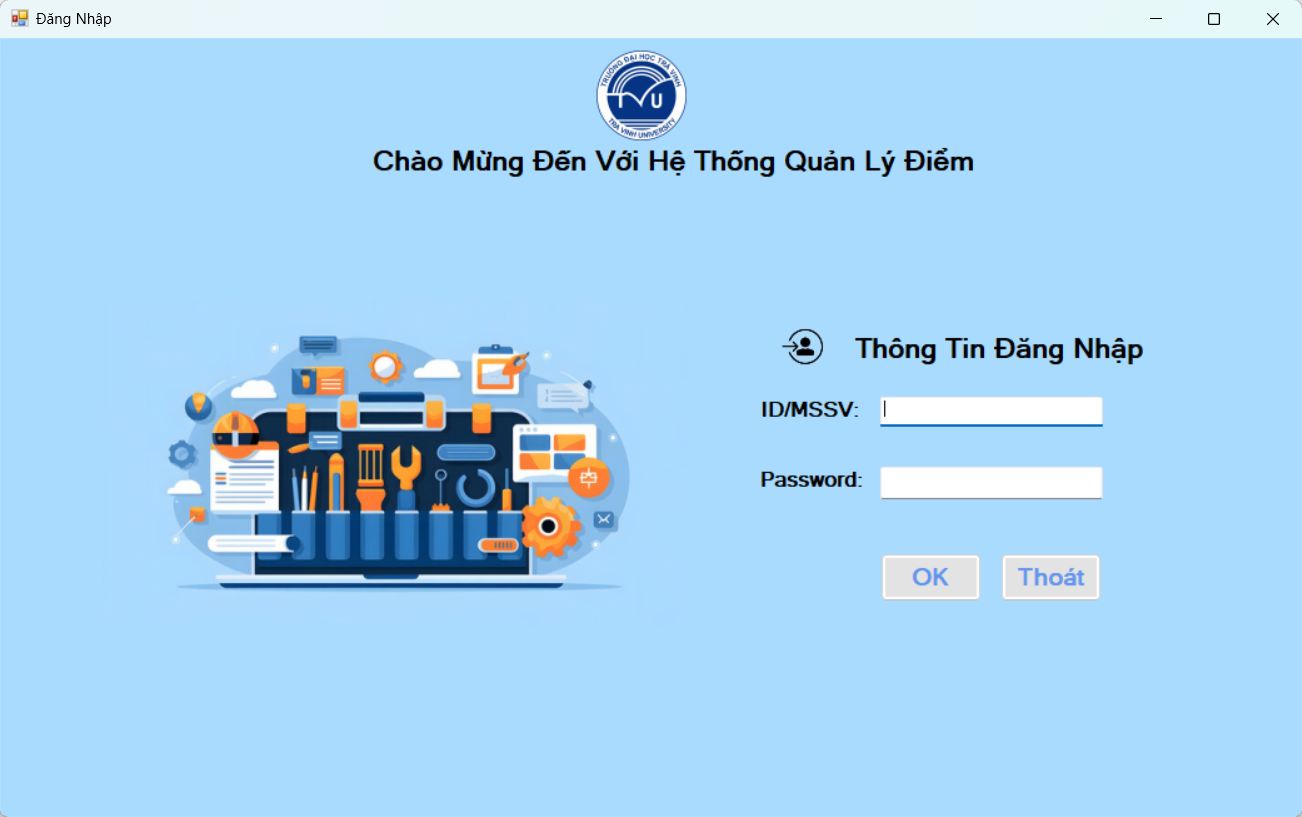 Đăng Nhập
TRƯỜNG ĐẠI HỌC TRÀ VINH
TVU
TRA VINH UNIVERSITY
Chào Mừng Đến Với Hệ Thống Quản Lý Điểm
Thông Tin Đăng Nhập
ID/MSSV:
Password:
OK
Thoát